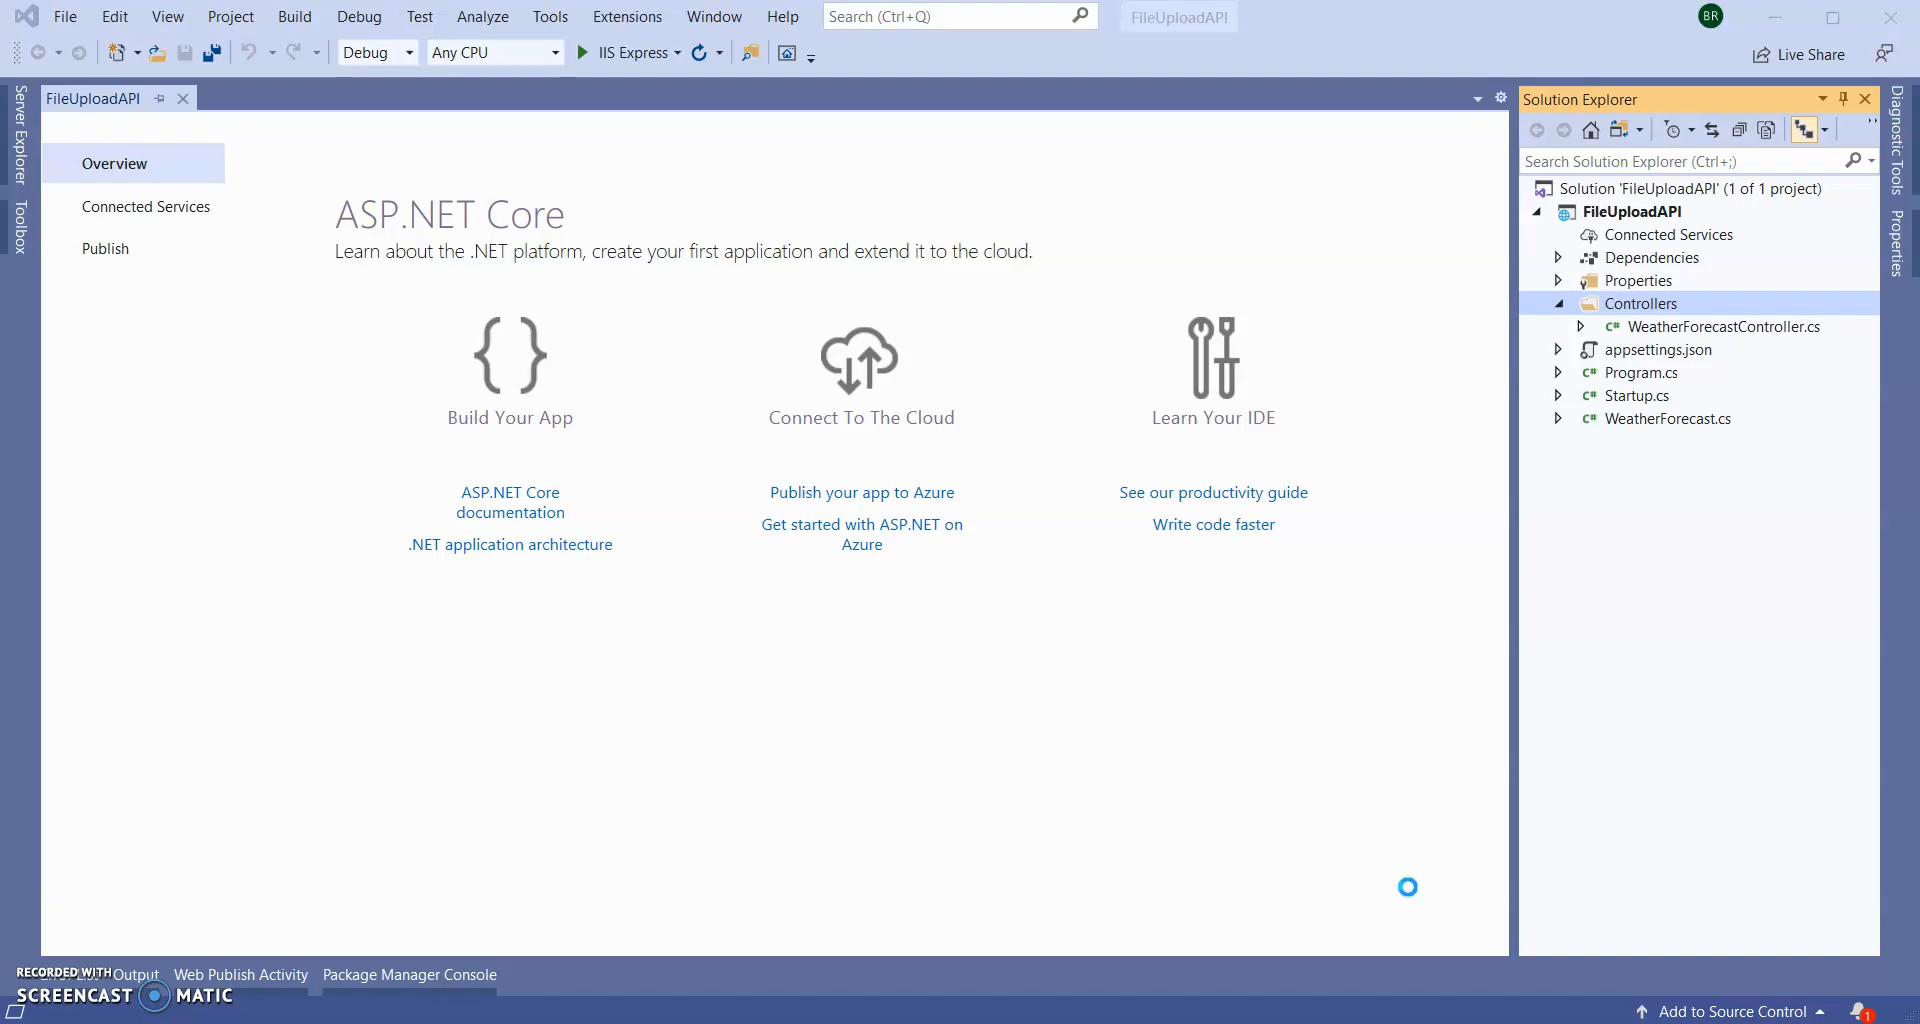 File Edit View Project Build Debug Test Analyze Tools Extensions Window Help Search (Ctrl+Q) FileUploadAPI BR
Debug Any CPU IIS Express Live Share
Server Explorer
Toolbox
FileUploadAPI
Overview
Connected Services
Publish
ASP.NET Core
Learn about the .NET platform, create your first application and extend it to the cloud.
Build Your App
ASP.NET Core
documentation
.NET application architecture
Connect To The Cloud
Publish your app to Azure
Get started with ASP.NET on
Azure
Learn Your IDE
See our productivity guide
Write code faster
Solution Explorer
Search Solution Explorer (Ctrl+;)
Solution 'FileUploadAPI' (1 of 1 project)
FileUploadAPI
Connected Services
Dependencies
Properties
Controllers
C# WeatherForecastController.cs
appsettings.json
C# Program.cs
C# Startup.cs
C# WeatherForecast.cs
Diagnostic Tools
Properties
Output Web Publish Activity Package Manager Console
RECORDED WITH
SCREENCAST MATIC
Add to Source Control 1